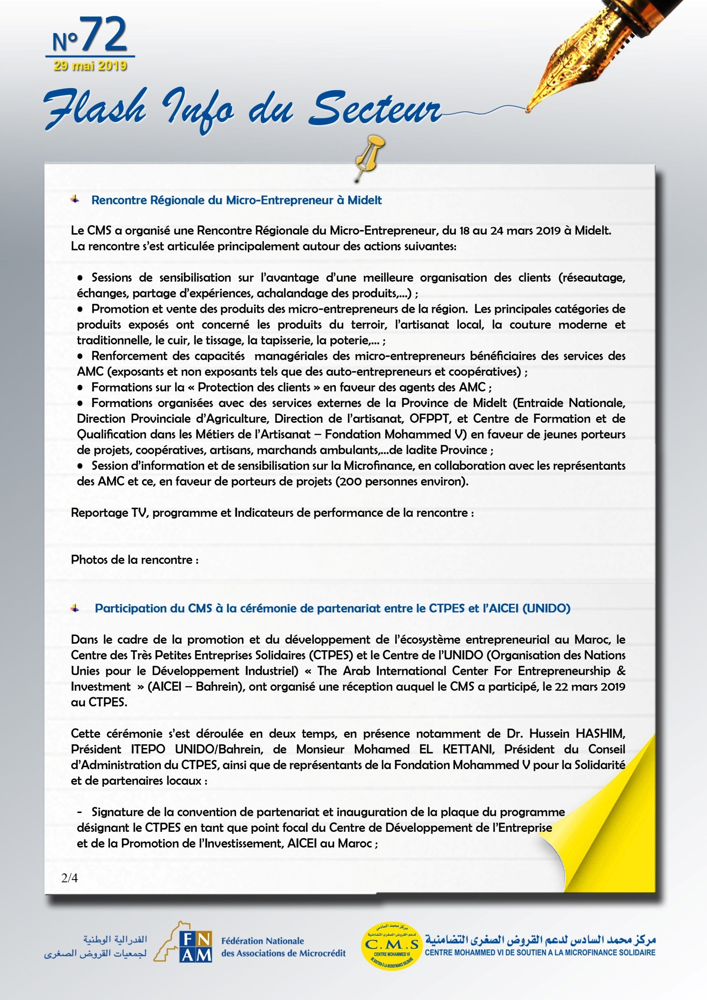 N°72
29 mai 2019
Flash Info du Secteur
Rencontre Régionale du Micro-Entrepreneur à Midelt
Le CMS a organisé une Rencontre Régionale du Micro-Entrepreneur, du 18 au 24 mars 2019 à Midelt.
La rencontre s’est articulée principalement autour des actions suivantes:
• Sessions de sensibilisation sur l’avantage d’une meilleure organisation des clients (réseautage,
échanges, partage d’expériences, achalandage des produits,...) ;
• Promotion et vente des produits des micro-entrepreneurs de la région. Les principales catégories de
produits exposés ont concerné les produits du terroir, l’artisanat local, la couture moderne et
traditionnelle, le cuir, le tissage, la tapisserie, la poterie,... ;
• Renforcement des capacités managériales des micro-entrepreneurs bénéficiaires des services des
AMC (exposants et non exposants tels que des auto-entrepreneurs et coopératives) ;
• Formations sur la « Protection des clients » en faveur des agents des AMC ;
• Formations organisées avec des services externes de la Province de Midelt (Entraide Nationale,
Direction Provinciale d’Agriculture, Direction de l’artisanat, OFPPT, et Centre de Formation et de
Qualification dans les Métiers de l’Artisanat – Fondation Mohammed V) en faveur de jeunes porteurs
de projets, coopératives, artisans, marchands ambulants,...de ladite Province ;
• Session d’information et de sensibilisation sur la Microfinance, en collaboration avec les représentants
des AMC et ce, en faveur de porteurs de projets (200 personnes environ).
Reportage TV, programme et Indicateurs de performance de la rencontre :
Photos de la rencontre :
Participation du CMS à la cérémonie de partenariat entre le CTPES et l’AICEI (UNIDO)
Dans le cadre de la promotion et du développement de l’écosystème entrepreneurial au Maroc, le
Centre des Très Petites Entreprises Solidaires (CTPES) et le Centre de l’UNIDO (Organisation des Nations
Unies pour le Développement Industriel) « The Arab International Center For Entrepreneurship &
Investment » (AICEI – Bahrein), ont organisé une réception auquel le CMS a participé, le 22 mars 2019
au CTPES.
Cette cérémonie s’est déroulée en deux temps, en présence notamment de Dr. Hussein HASHIM,
Président ITEPO UNIDO/Bahrein, de Monsieur Mohamed EL KETTANI, Président du Conseil
d’Administration du CTPES, ainsi que de représentants de la Fondation Mohammed V pour la Solidarité
et de partenaires locaux :
- Signature de la convention de partenariat et inauguration de la plaque du programme
désignant le CTPES en tant que point focal du Centre de Développement de l’Entreprise
et de la Promotion de l’Investissement, AICEI au Maroc ;
2/4
الفدرالية الوطنية
لجمعيات القروض الصغرى
FN
AM
Fédération Nationale
des Associations de Microcrédit
مركز محمد السادس
لدعم القروض الصغرى التضامنية
C.M.S
CENTRE MOHAMMED VI
DE SOUTIEN À LA MICROFINANCE SOLIDAIRE
مركز محمد السادس لدعم القروض الصغرى التضامنية
CENTRE MOHAMMED VI DE SOUTIEN A LA MICROFINANCE SOLIDAIRE